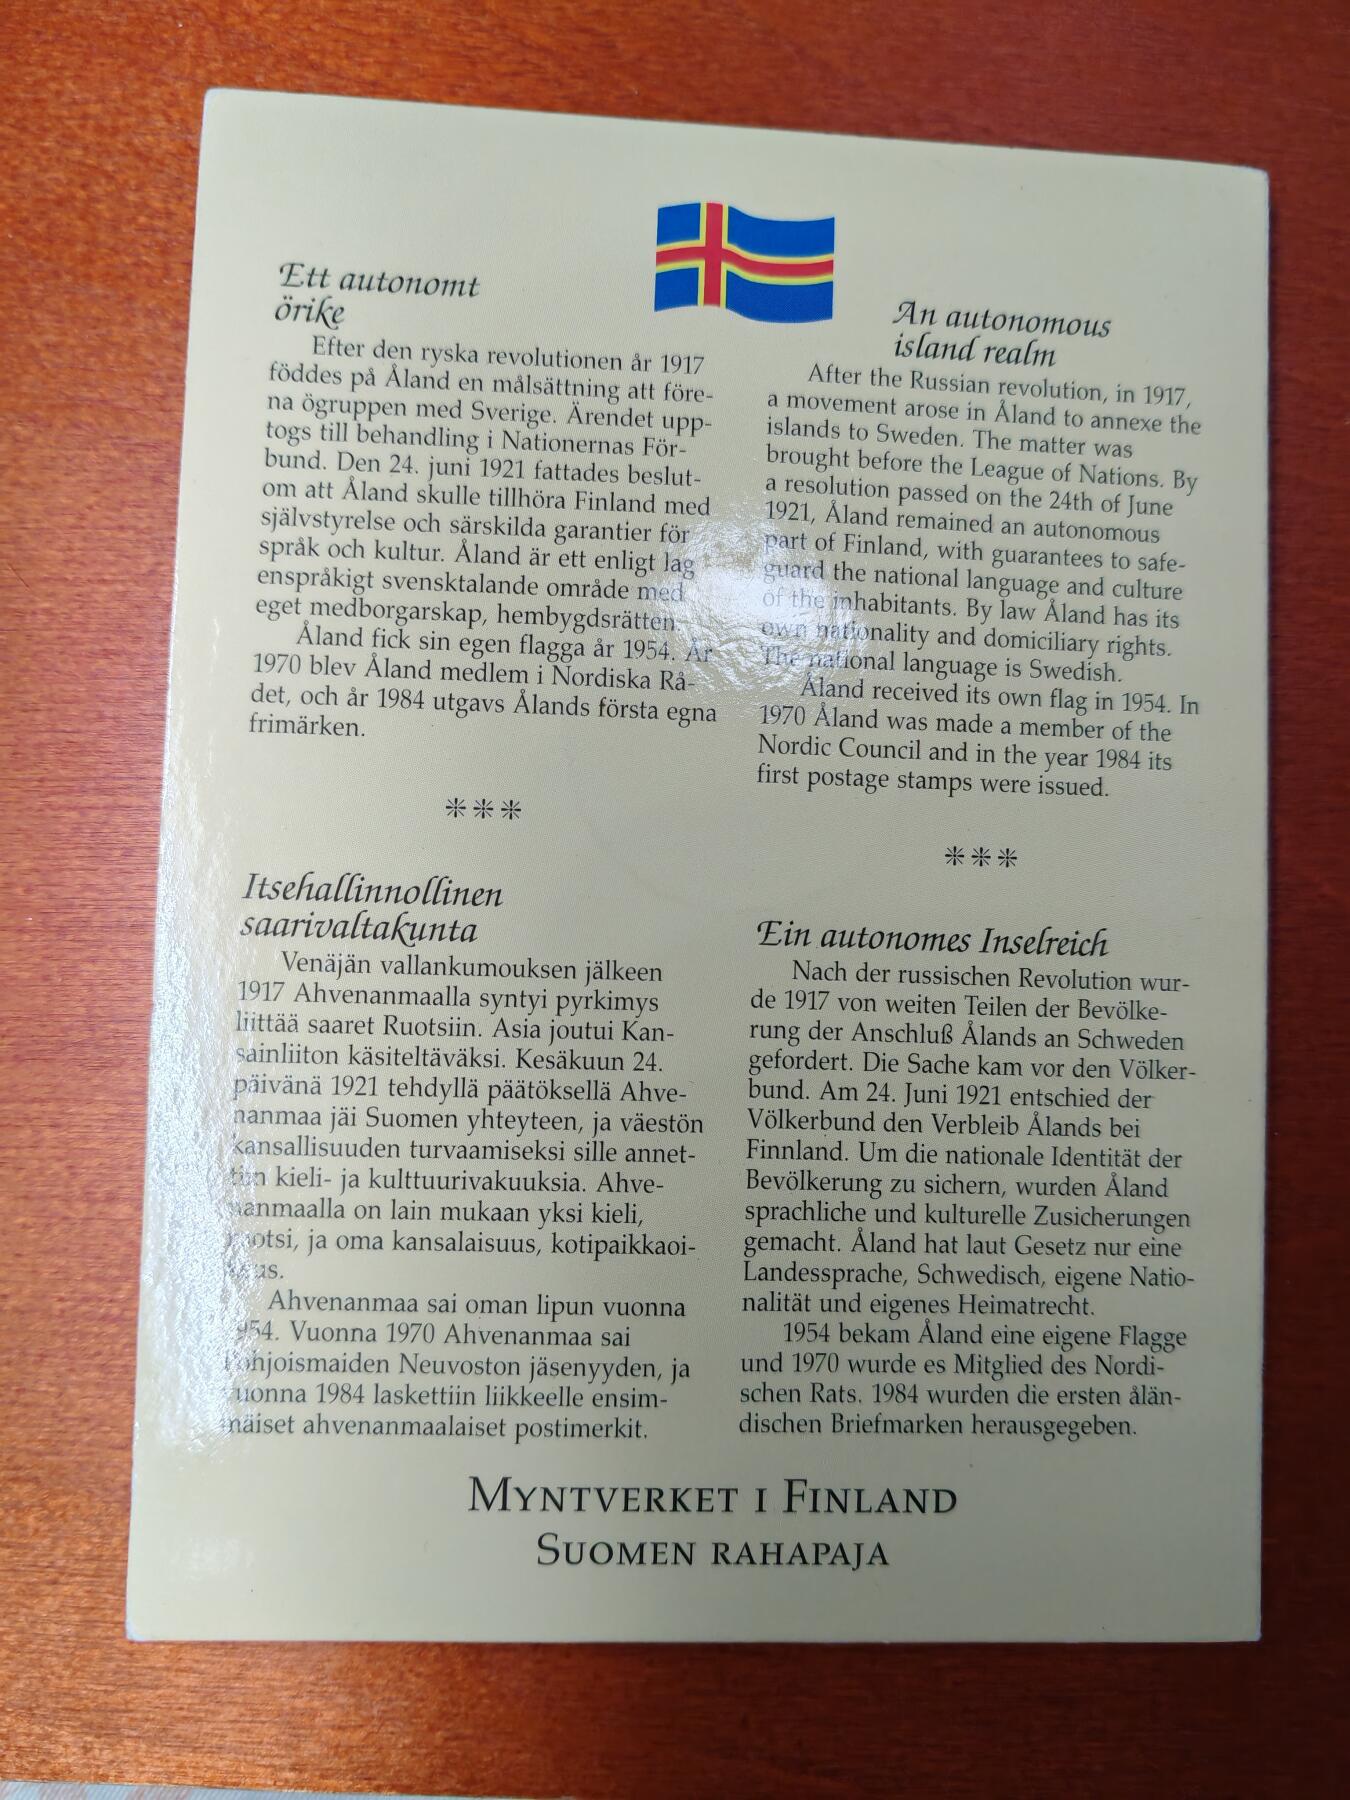 Ett autonomt
örike
Efter den ryska revolutionen år 1917
föddes på Åland en målsättning att före-
na ögruppen med Sverige. Ärendet upp-
togs till behandling i Nationernas För-
bund. Den 24. juni 1921 fattades beslut-
om att Åland skulle tillhöra Finland med
självstyrelse och särskilda garantier för
språk och kultur. Åland är ett enligt lag
enspråkigt svensktalande område med
eget medborgarskap, hembygdsrätten.
Åland fick sin egen flagga år 1954. År
1970 blev Åland medlem i Nordiska Rå-
det, och år 1984 utgavs Ålands första egna
frimärken.
An autonomous
island realm
After the Russian revolution, in 1917,
a movement arose in Åland to annexe the
islands to Sweden. The matter was
brought before the League of Nations. By
a resolution passed on the 24th of June
1921, Åland remained an autonomous
part of Finland, with guarantees to safe-
guard the national language and culture
of the inhabitants. By law Åland has its
own nationality and domiciliary rights.
The national language is Swedish.
Åland received its own flag in 1954. In
1970 Åland was made a member of the
Nordic Council and in the year 1984 its
first postage stamps were issued.
Itsehallinnollinen
saarivaltakunta
Venäjän vallankumouksen jälkeen
1917 Ahvenanmaalla syntyi pyrkimys
liittää saaret Ruotsiin. Asia joutui Kan-
sainliiton käsiteltäväksi. Kesäkuun 24.
päivänä 1921 tehdyllä päätöksellä Ahve-
nanmaa jäi Suomen yhteyteen, ja väestön
kansallisuuden turvaamiseksi sille annet-
tiin kieli- ja kulttuurivakuuksia. Ahve-
nanmaalla on lain mukaan yksi kieli,
ruotsi, ja oma kansalaisuus, kotipaikkaoi-
keus.
Ahvenanmaa sai oman lipun vuonna
1954. Vuonna 1970 Ahvenanmaa sai
Pohjoismaiden Neuvoston jäsenyyden, ja
vuonna 1984 laskettiin liikkeelle ensim-
mäiset ahvenanmaalaiset postimerkit.
Ein autonomes Inselreich
Nach der russischen Revolution wur-
de 1917 von weiten Teilen der Bevölke-
rung der Anschluß Ålands an Schweden
gefordert. Die Sache kam vor den Völker-
bund. Am 24. Juni 1921 entschied der
Völkerbund den Verbleib Ålands bei
Finnland. Um die nationale Identität der
Bevölkerung zu sichern, wurden Åland
sprachliche und kulturelle Zusicherungen
gemacht. Åland hat laut Gesetz nur eine
Landessprache, Schwedisch, eigene Natio-
nalität und eigenes Heimatrecht.
1954 bekam Åland eine eigene Flagge
und 1970 wurde es Mitglied des Nordi-
schen Rats. 1984 wurden die ersten ålän-
dischen Briefmarken herausgegeben.
MYNTVERKET I FINLAND
SUOMEN RAHAPAJA